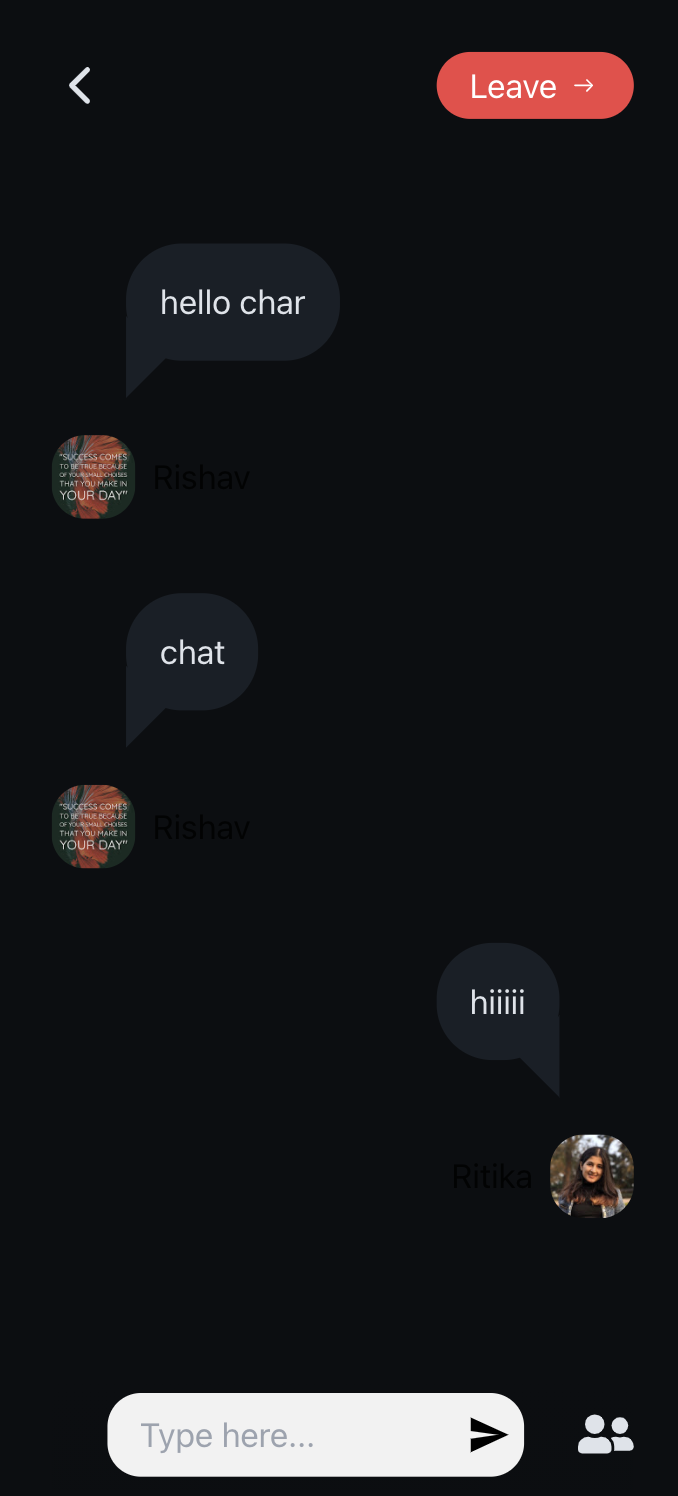 Leave →
hello char
"SUCCESS COMES
TO BE TRUE BECAUSE
OF YOUR SMALL CHOISES
THAT YOU MAKE IN
YOUR DAY"
Rishav
chat
"SUCCESS COMES
TO BE TRUE BECAUSE
OF YOUR SMALL CHOISES
THAT YOU MAKE IN
YOUR DAY"
Rishav
hiiiii
Ritika
Type here...